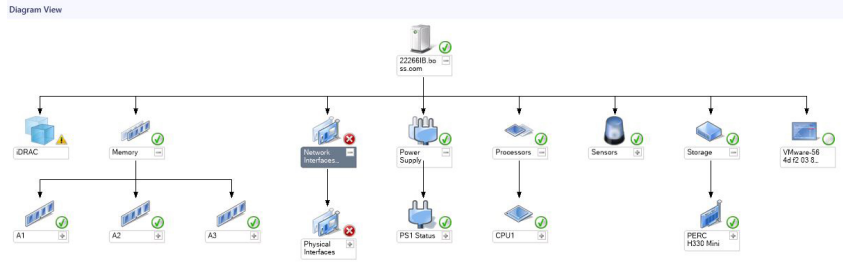 Diagram View
22266IB.bo
ss.com
iDRAC
Memory
Network
Interfaces...
Power
Supply
Processors
Sensors
Storage
VMware-56
4d f2 03 8...
A1
A2
A3
Physical
Interfaces
PS1 Status
CPU1
PERC
H330 Mini